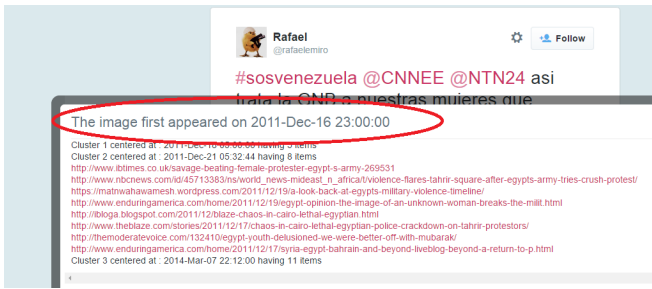 Rafael
@rafaelemiro
Follow
#sosvenezuela @CNNEE @NTN24 asi
trata la GNB a nuestras mujeres que
The image first appeared on 2011-Dec-16 23:00:00
Cluster 1 centered at : 2011-Dec-18 having 5 items
Cluster 2 centered at : 2011-Dec-21 05:32:44 having 8 items
http://www.ibtimes.co.uk/savage-beating-female-protester-egypt-s-army-269531
http://www.nbcnews.com/id/45713383/ns/world_news-mideast_n_africa/t/violence-flares-tahrir-square-after-egypts-army-tries-crush-protest/
https://matnwahawamesh.wordpress.com/2011/12/19/a-look-back-at-egypts-military-violence-timeline/
http://www.enduringamerica.com/home/2011/12/19/egypt-opinion-the-image-of-an-unknown-woman-breaks-the-milit.html
http://ibloga.blogspot.com/2011/12/blaze-chaos-in-cairo-lethal-egyptian.html
http://www.theblaze.com/stories/2011/12/17/chaos-in-cairo-lethal-egyptian-police-crackdown-on-tahrir-protestors/
http://themoderatevoice.com/132410/egypt-youth-delusioned-we-were-better-off-with-mubarak/
http://www.enduringamerica.com/home/2011/12/17/syria-egypt-bahrain-and-beyond-liveblog-beyond-a-return-to-p.html
Cluster 3 centered at : 2014-Mar-07 22:12:00 having 11 items